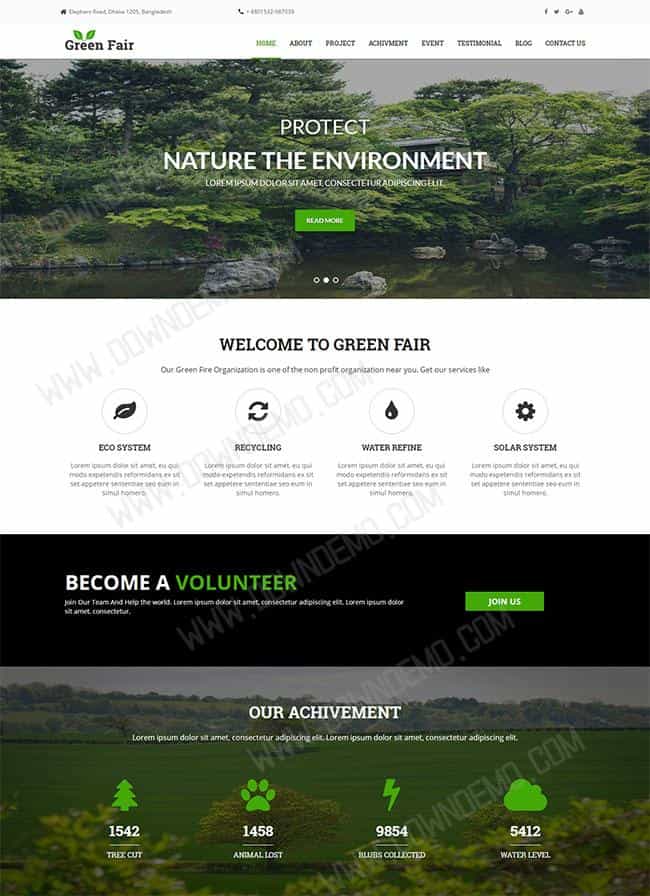 Elephant Road, Dhaka 1205, Bangladesh
+ 8801532-987039
Green Fair
HOME ABOUT PROJECT ACHIVMENT EVENT TESTIMONIAL BLOG CONTACT US
PROTECT
NATURE THE ENVIRONMENT
LOREM IPSUM DOLOR SIT AMET, CONSECTETUR ADIPISCING ELIT.
READ MORE
WELCOME TO GREEN FAIR
Our Green Fire Organization is one of the non profit organization near you. Get our services like
ECO SYSTEM
Lorem ipsum dolor sit amet, eu qui
modo expetendis reformidans ex sit
set appetere sententiae seo eum in
simul homero.
RECYCLING
Lorem ipsum dolor sit amet, eu qui
modo expetendis reformidans ex sit
set appetere sententiae seo eum in
simul homero.
WATER REFINE
Lorem ipsum dolor sit amet, eu qui
modo expetendis reformidans ex sit
set appetere sententiae seo eum in
simul homero.
SOLAR SYSTEM
Lorem ipsum dolor sit amet, eu qui
modo expetendis reformidans ex sit
set appetere sententiae seo eum in
simul homero.
BECOME A VOLUNTEER
Join Our Team And Help the world. Lorem ipsum dolor sit amet, consectetur adipiscing elit. Lorem ipsum dolor sit
amet, consectetur,
JOIN US
OUR ACHIVEMENT
Lorem ipsum dolor sit amet, consectetur adipiscing elit. Lorem ipsum dolor sit amet, consectetur adipiscing elit.
1542
TREE CUT
1458
ANIMAL LOST
9854
BLUBS COLLECTED
5412
WATER LEVEL
WWW.DOWNDEMO.COM
WWW.DOWNDEMO.COM
WWW.DOWNDEMO.COM
WWW.DOWNDEMO.COM